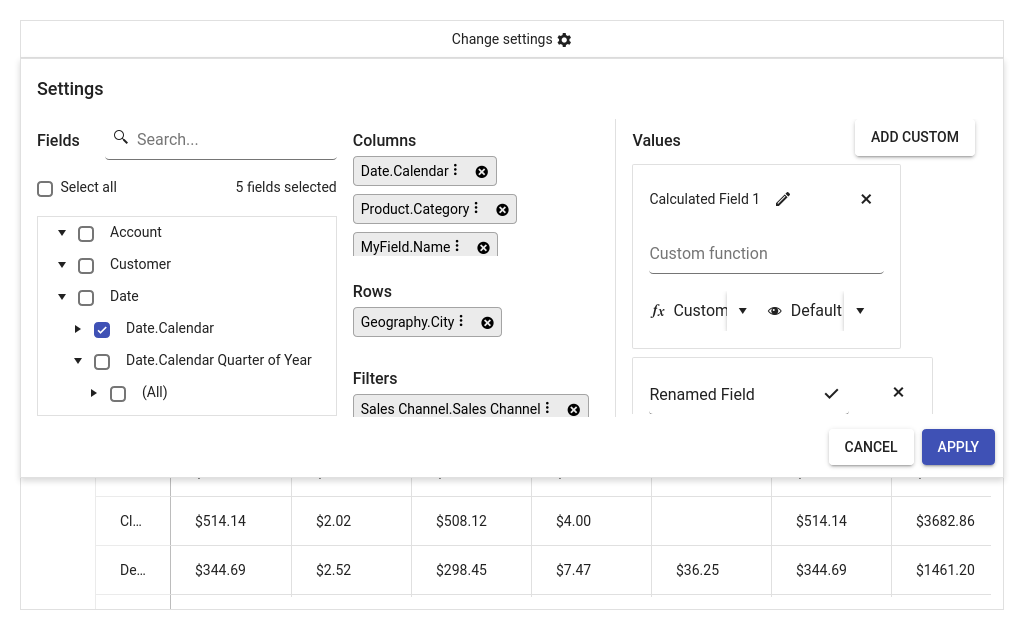 Change settings
Settings
Fields
Search...
Select all
5 fields selected
Account
Customer
Date
Date.Calendar
Date.Calendar Quarter of Year
(All)
Columns
Date.Calendar
Product.Category
MyField.Name
Rows
Geography.City
Filters
Sales Channel.Sales Channel
Values
ADD CUSTOM
Calculated Field 1
Custom function
fx Custom
Default
Renamed Field
CANCEL
APPLY
Cl... $514.14 $2.02 $508.12 $4.00 $514.14 $3682.86
De... $344.69 $2.52 $298.45 $7.47 $36.25 $344.69 $1461.20